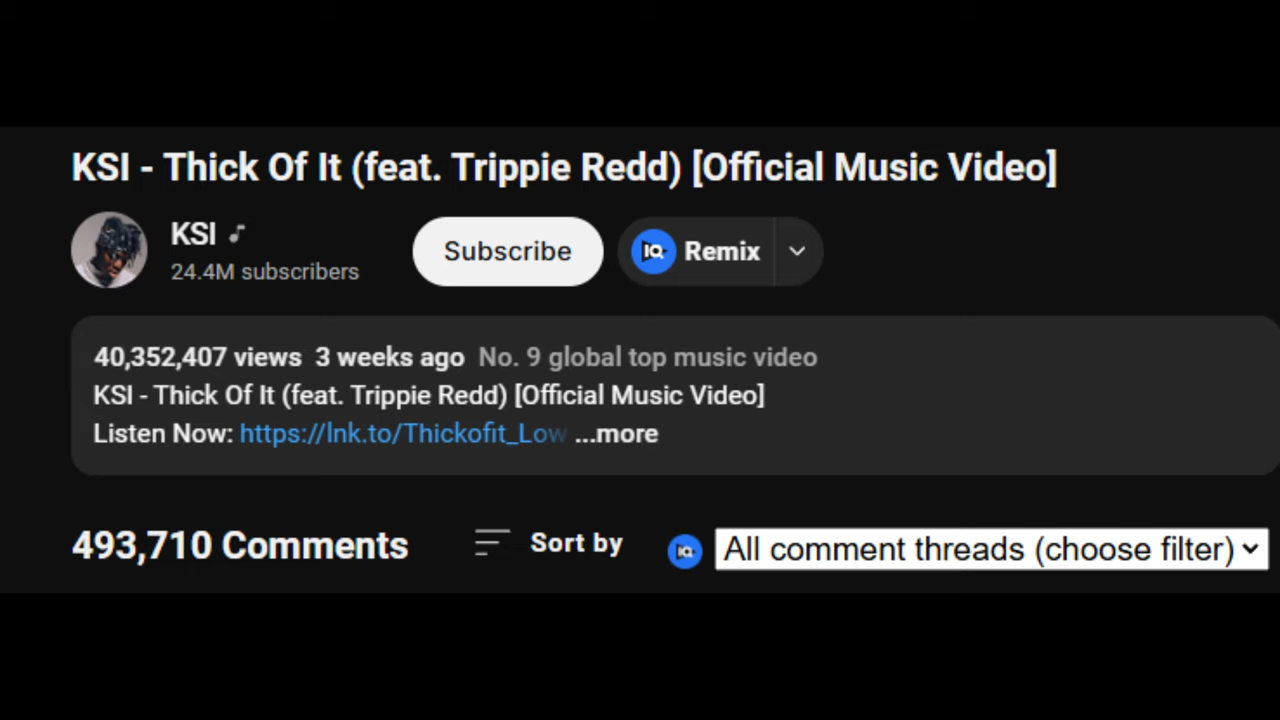 KSI - Thick Of It (feat. Trippie Redd) [Official Music Video]
KSI
24.4M subscribers
Subscribe
IQ Remix
40,352,407 views 3 weeks ago No. 9 global top music video
KSI - Thick Of It (feat. Trippie Redd) [Official Music Video]
Listen Now: https://lnk.to/Thickofit_Low ...more
493,710 Comments
Sort by
IQ All comment threads (choose filter)